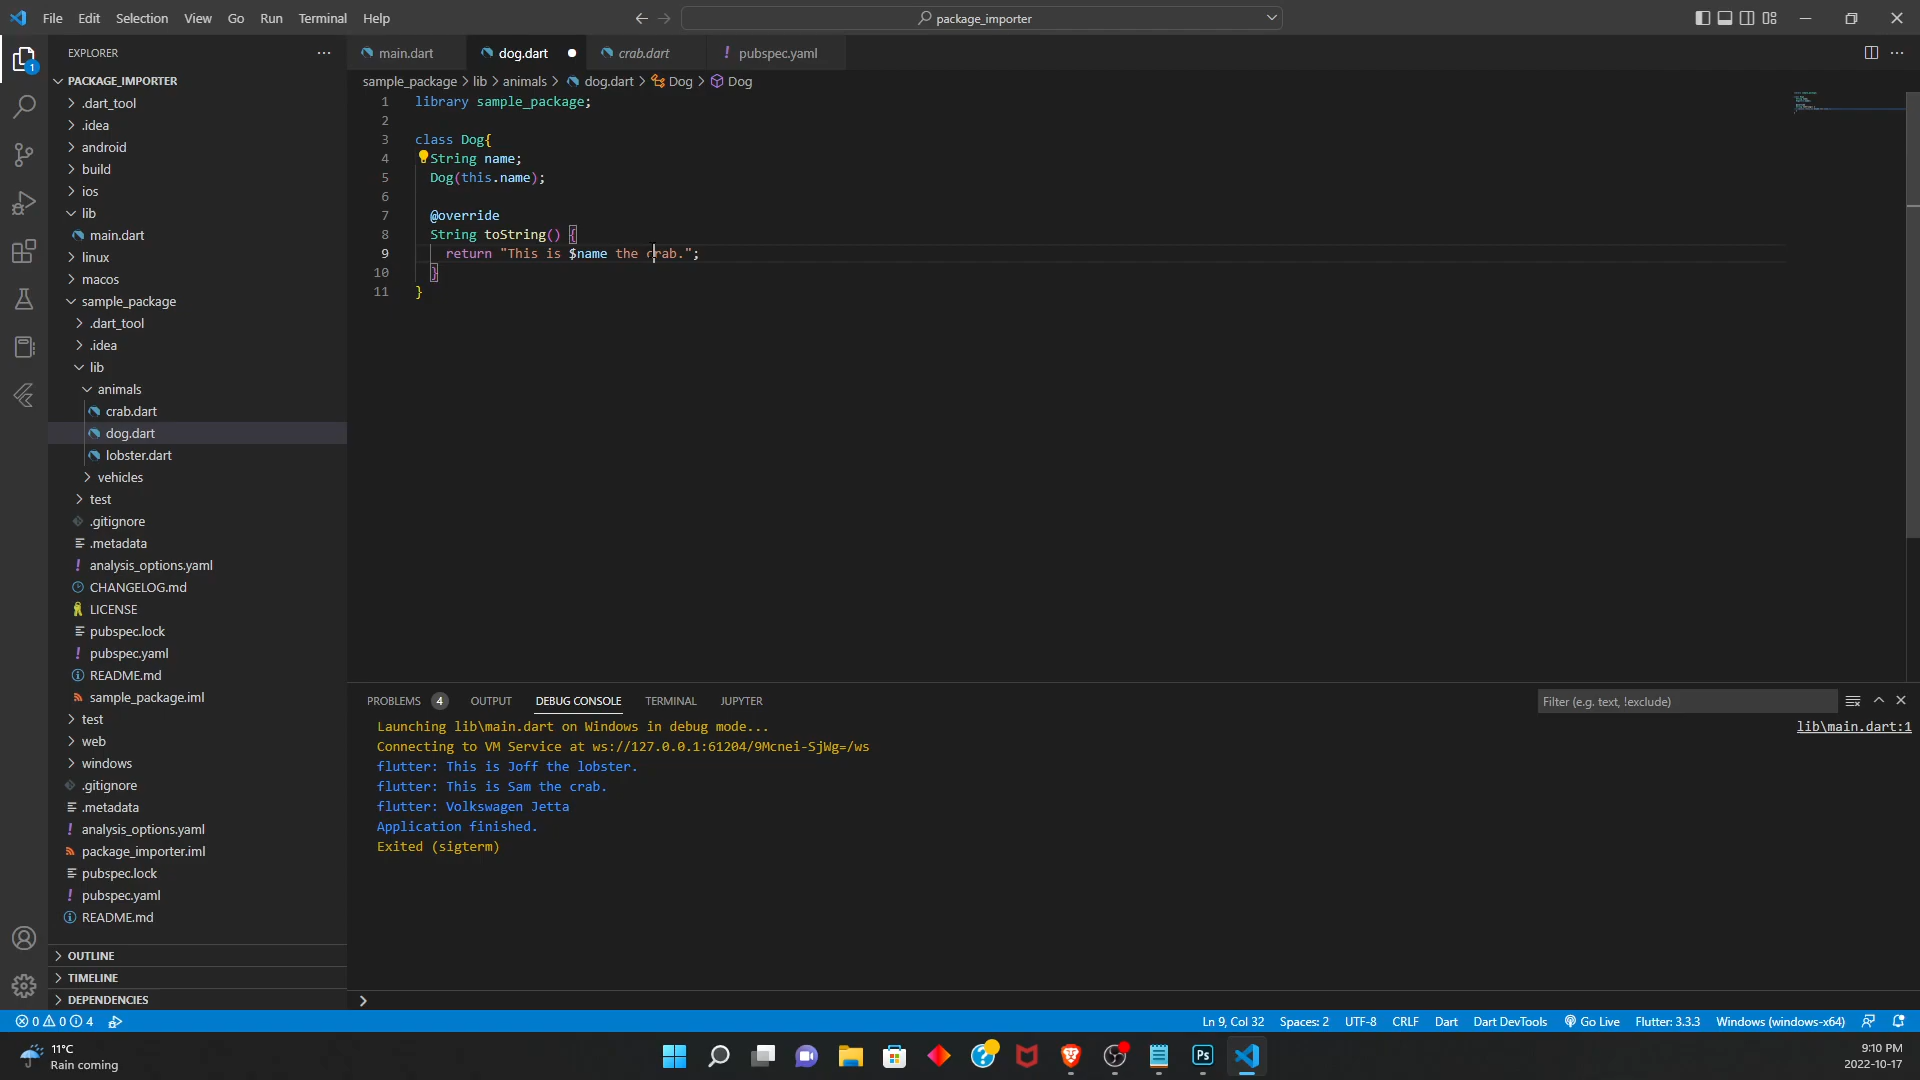 File Edit Selection View Go Run Terminal Help
package_importer
EXPLORER
main.dart
dog.dart
crab.dart
! pubspec.yaml
1
PACKAGE_IMPORTER
.dart_tool
.idea
android
build
ios
lib
main.dart
linux
macos
sample_package
.dart_tool
.idea
lib
animals
crab.dart
dog.dart
lobster.dart
vehicles
test
.gitignore
.metadata
! analysis_options.yaml
CHANGELOG.md
LICENSE
pubspec.lock
! pubspec.yaml
README.md
sample_package.iml
test
web
windows
.gitignore
.metadata
! analysis_options.yaml
package_importer.iml
pubspec.lock
! pubspec.yaml
README.md
OUTLINE
TIMELINE
DEPENDENCIES
sample_package > lib > animals > dog.dart > Dog > Dog
1 library sample_package;
2
3 class Dog{
4 String name;
5 Dog(this.name);
6
7 @override
8 String toString() {
9 return "This is $name the crab.";
10 }
11 }
PROBLEMS 4 OUTPUT DEBUG CONSOLE TERMINAL JUPYTER
Filter (e.g. text, !exclude)
Launching lib\main.dart on Windows in debug mode...
lib\main.dart:1
Connecting to VM Service at ws://127.0.0.1:61204/9Mcnei-SjWg=/ws
flutter: This is Joff the lobster.
flutter: This is Sam the crab.
flutter: Volkswagen Jetta
Application finished.
Exited (sigterm)
0 0 4
Ln 9, Col 32 Spaces: 2 UTF-8 CRLF Dart Dart DevTools Go Live Flutter: 3.3.3 Windows (windows-x64)
11°C
Rain coming
Ps
9:10 PM
2022-10-17